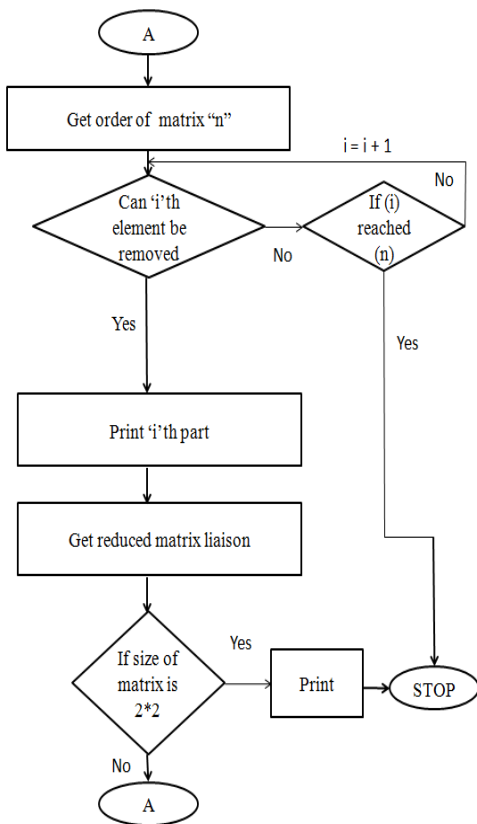 A
Get order of matrix “n”
i = i + 1
No
Can ‘i’th
element be
removed
If (i)
reached
(n)
No
Yes
Yes
Print ‘i’th part
Get reduced matrix liaison
If size of
matrix is
2*2
Yes
Print
STOP
No
A